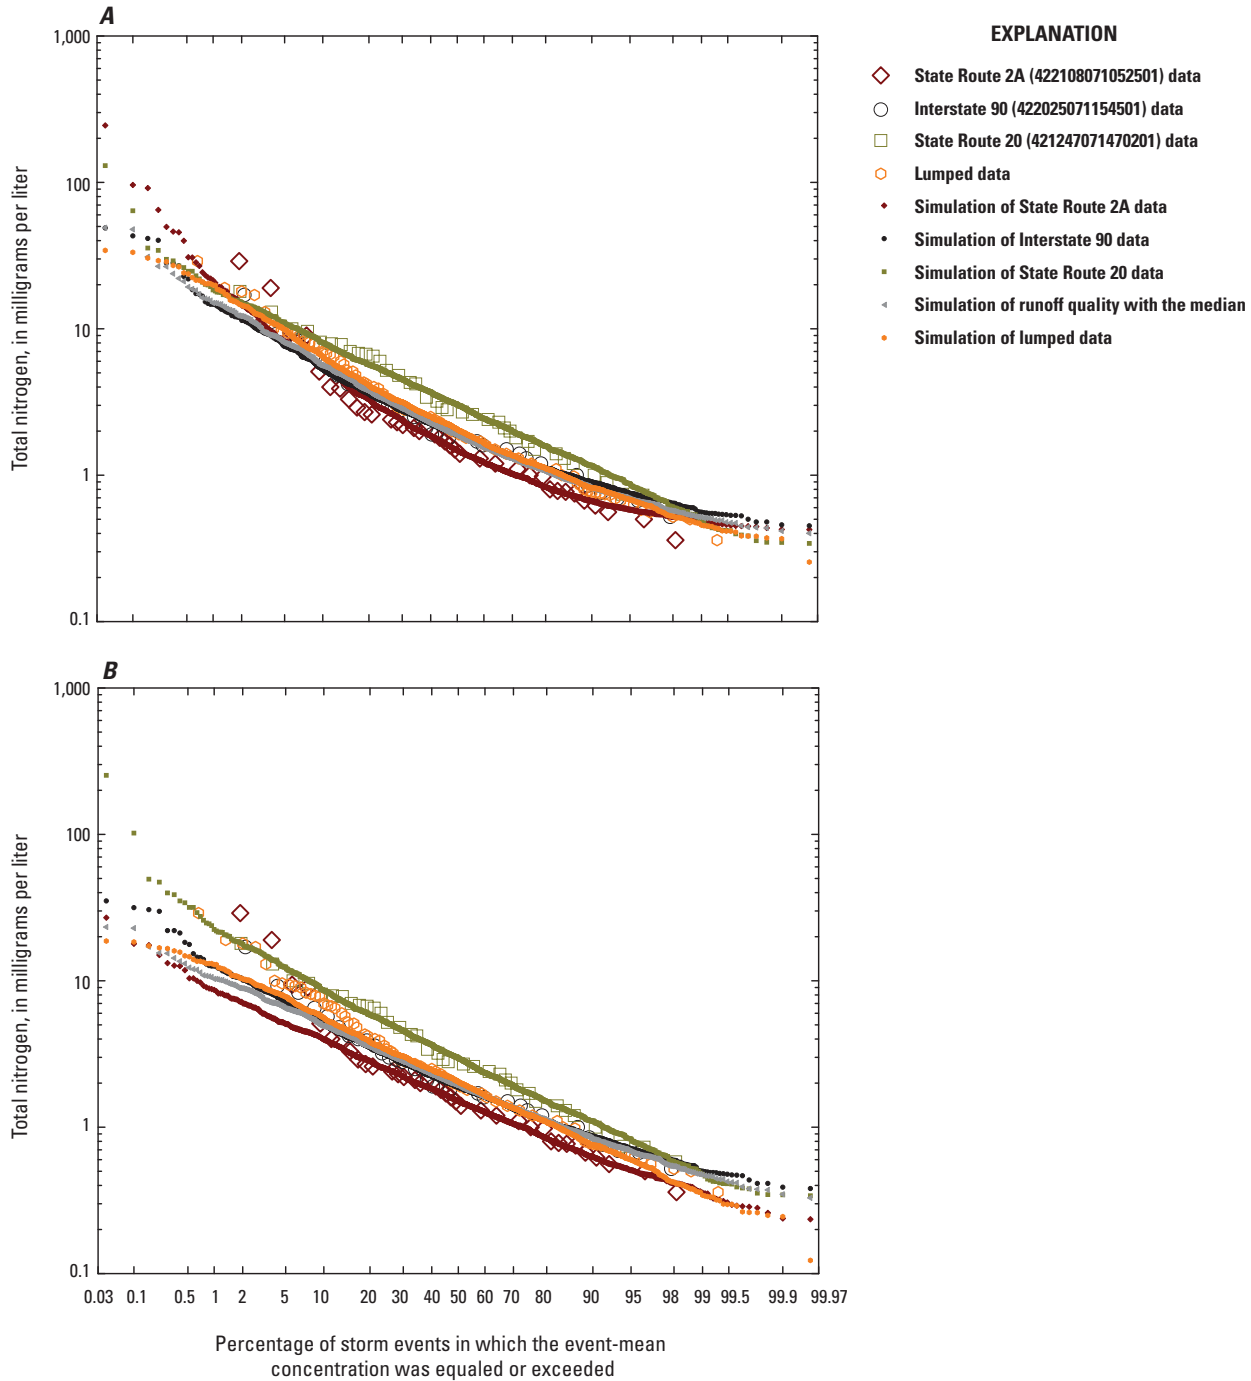 A
1,000
100
10
1
0.1
Total nitrogen, in milligrams per liter
EXPLANATION
State Route 2A (422108071052501) data
Interstate 90 (422025071154501) data
State Route 20 (421247071470201) data
Lumped data
Simulation of State Route 2A data
Simulation of Interstate 90 data
Simulation of State Route 20 data
Simulation of runoff quality with the median
Simulation of lumped data
B
1,000
100
10
1
0.1
Total nitrogen, in milligrams per liter
0.03 0.1 0.5 1 2 5 10 20 30 40 50 60 70 80 90 95 98 99 99.5 99.9 99.97
Percentage of storm events in which the event-mean
concentration was equaled or exceeded